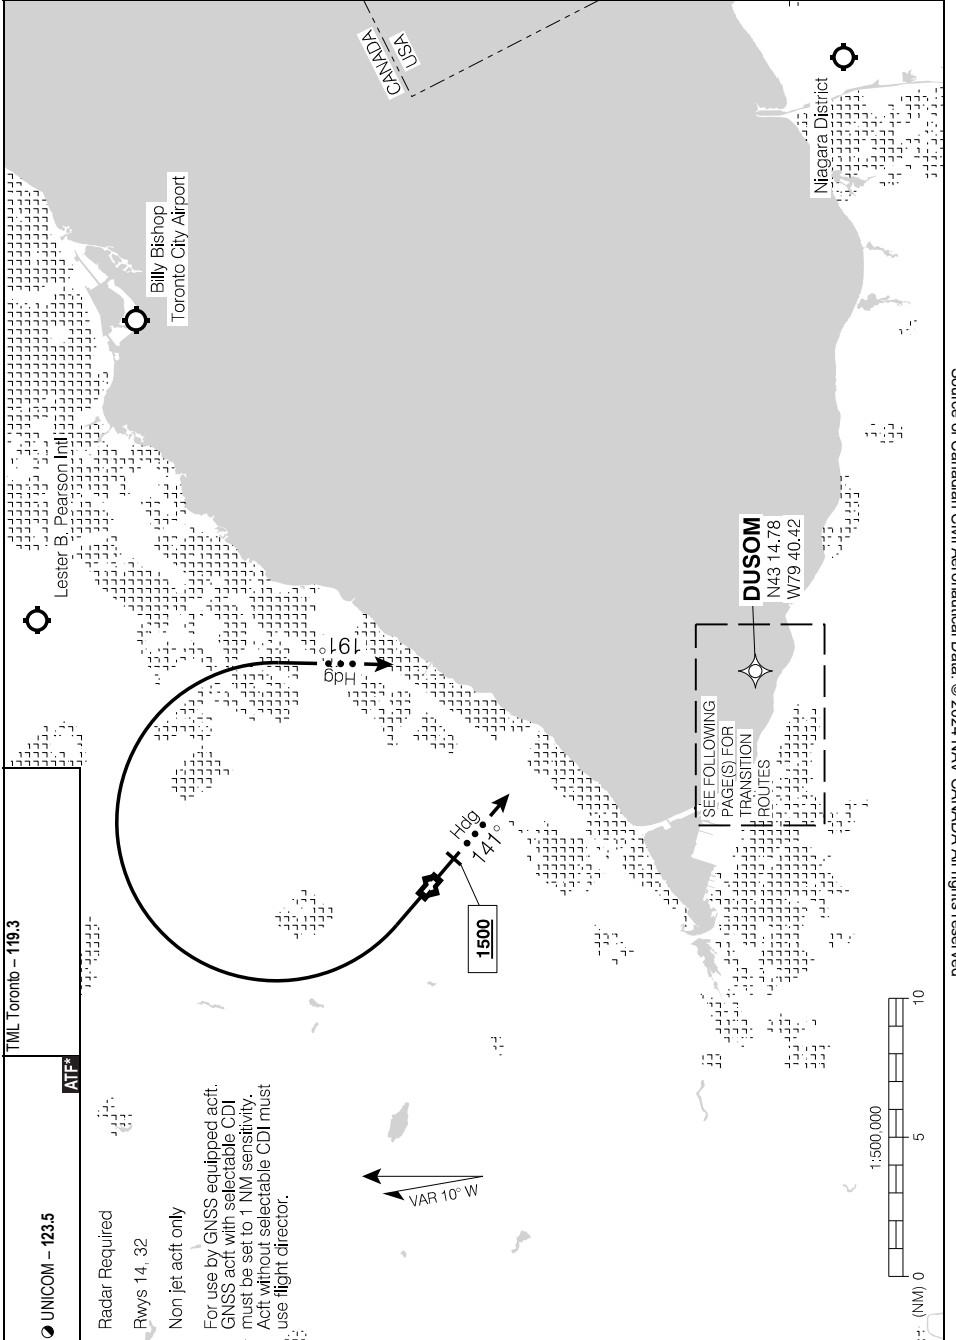 UNICOM – 123.5
ATF*
TML Toronto – 119.3
Radar Required
Rwys 14, 32
Non jet acft only
For use by GNSS equipped acft.
GNSS acft with selectable CDI
must be set to 1 NM sensitivity.
Acft without selectable CDI must
use flight director.
Lester B. Pearson Intl
Billy Bishop
Toronto City Airport
CANADA
USA
Niagara District
Hdg
191°
Hdg
141°
1500
VAR 10° W
SEE FOLLOWING
PAGE(S) FOR
TRANSITION
ROUTES
DUSOM
N43 14.78
W79 40.42
1:500,000
(NM) 0 5 10
Source of Canadian Civil Aeronautical Data: © 2024 NAV CANADA All rights reserved